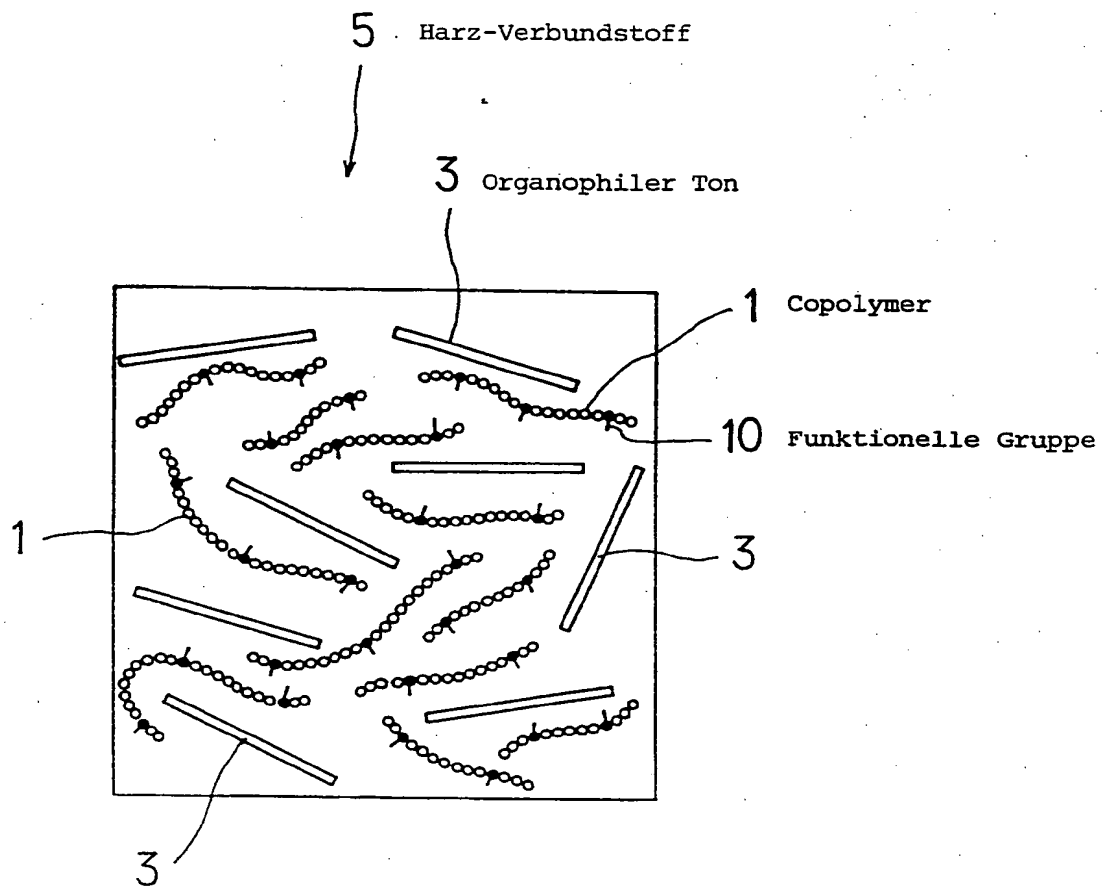 5 Harz-Verbundstoff
3 Organophiler Ton
1 Copolymer
10 Funktionelle Gruppe
1
3
3